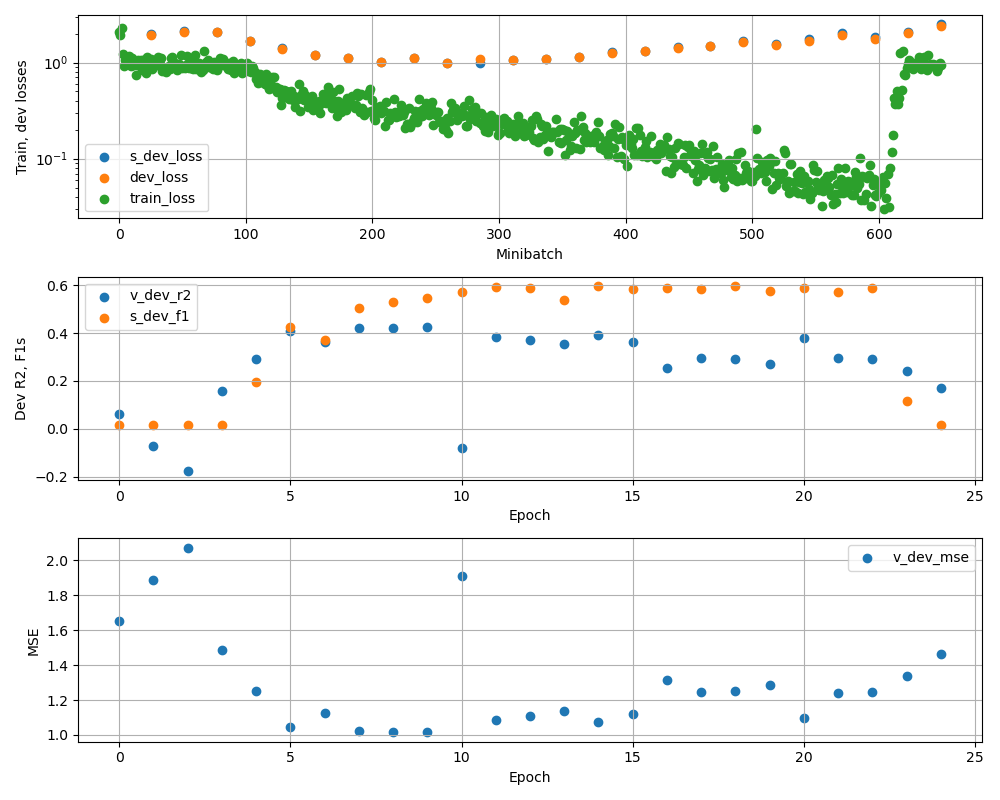 10⁰
10⁻¹
Train, dev losses
s_dev_loss
dev_loss
train_loss
0 100 200 300 400 500 600
Minibatch
0.6
0.4
0.2
0.0
−0.2
Dev R2, F1s
v_dev_r2
s_dev_f1
0 5 10 15 20 25
Epoch
2.0
1.8
1.6
1.4
1.2
1.0
MSE
v_dev_mse
0 5 10 15 20 25
Epoch